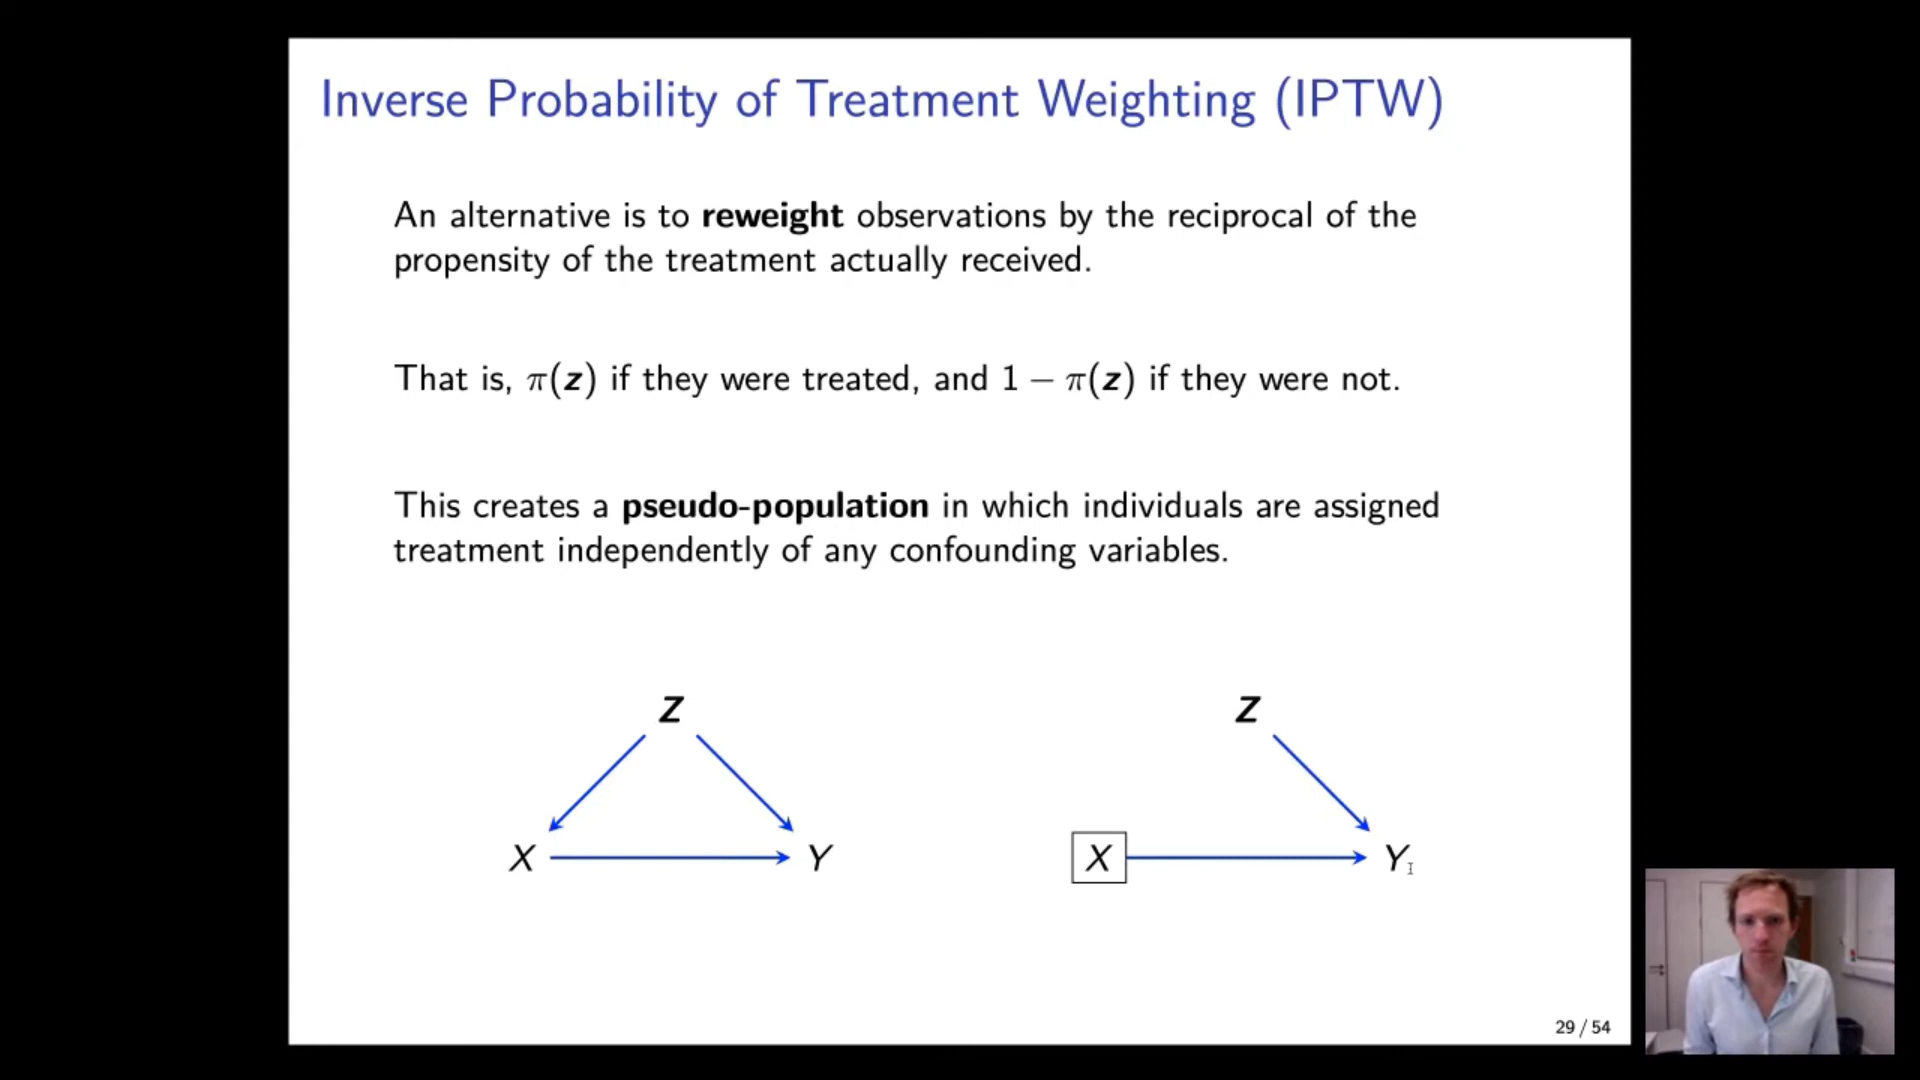 Inverse Probability of Treatment Weighting (IPTW)
An alternative is to reweight observations by the reciprocal of the
propensity of the treatment actually received.
That is, π(z) if they were treated, and 1 − π(z) if they were not.
This creates a pseudo-population in which individuals are assigned
treatment independently of any confounding variables.
Z Z
X Y X Y
29 / 54